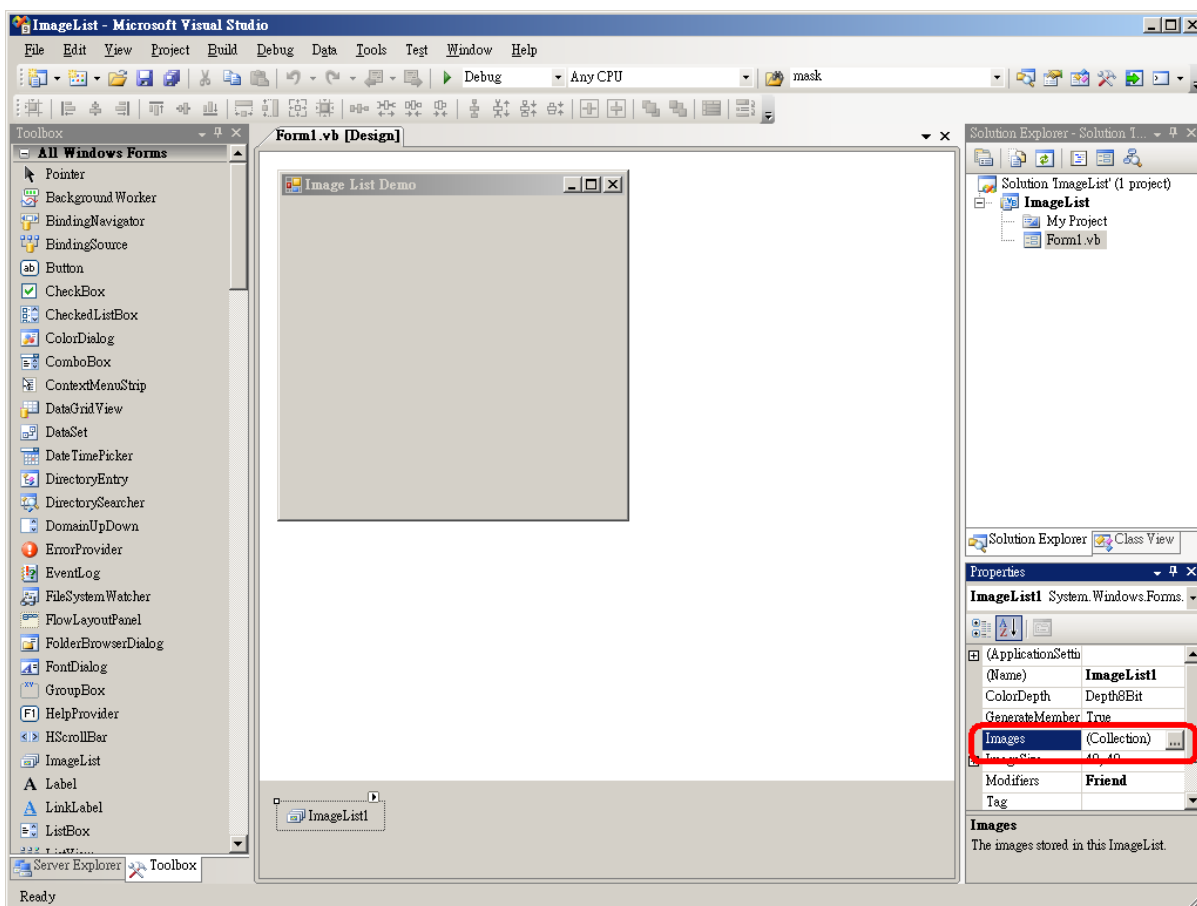 ImageList - Microsoft Visual Studio
File Edit View Project Build Debug Data Tools Test Window Help
Debug Any CPU mask
Toolbox
All Windows Forms
Pointer
BackgroundWorker
BindingNavigator
BindingSource
ab Button
CheckBox
CheckedListBox
ColorDialog
ComboBox
ContextMenuStrip
DataGridView
DataSet
DateTimePicker
DirectoryEntry
DirectorySearcher
DomainUpDown
ErrorProvider
EventLog
FileSystemWatcher
FlowLayoutPanel
FolderBrowserDialog
FontDialog
GroupBox
HelpProvider
HScrollBar
ImageList
A Label
A LinkLabel
ListBox
Server Explorer Toolbox
Form1.vb [Design]
Image List Demo
ImageList1
Solution Explorer - Solution 'I...
Solution 'ImageList' (1 project)
ImageList
My Project
Form1.vb
Solution Explorer Class View
Properties
ImageList1 System.Windows.Forms.
(ApplicationSettin
(Name) ImageList1
ColorDepth Depth8Bit
GenerateMember True
Images (Collection) ...
ImageSize
Modifiers Friend
Tag
Images
The images stored in this ImageList.
Ready